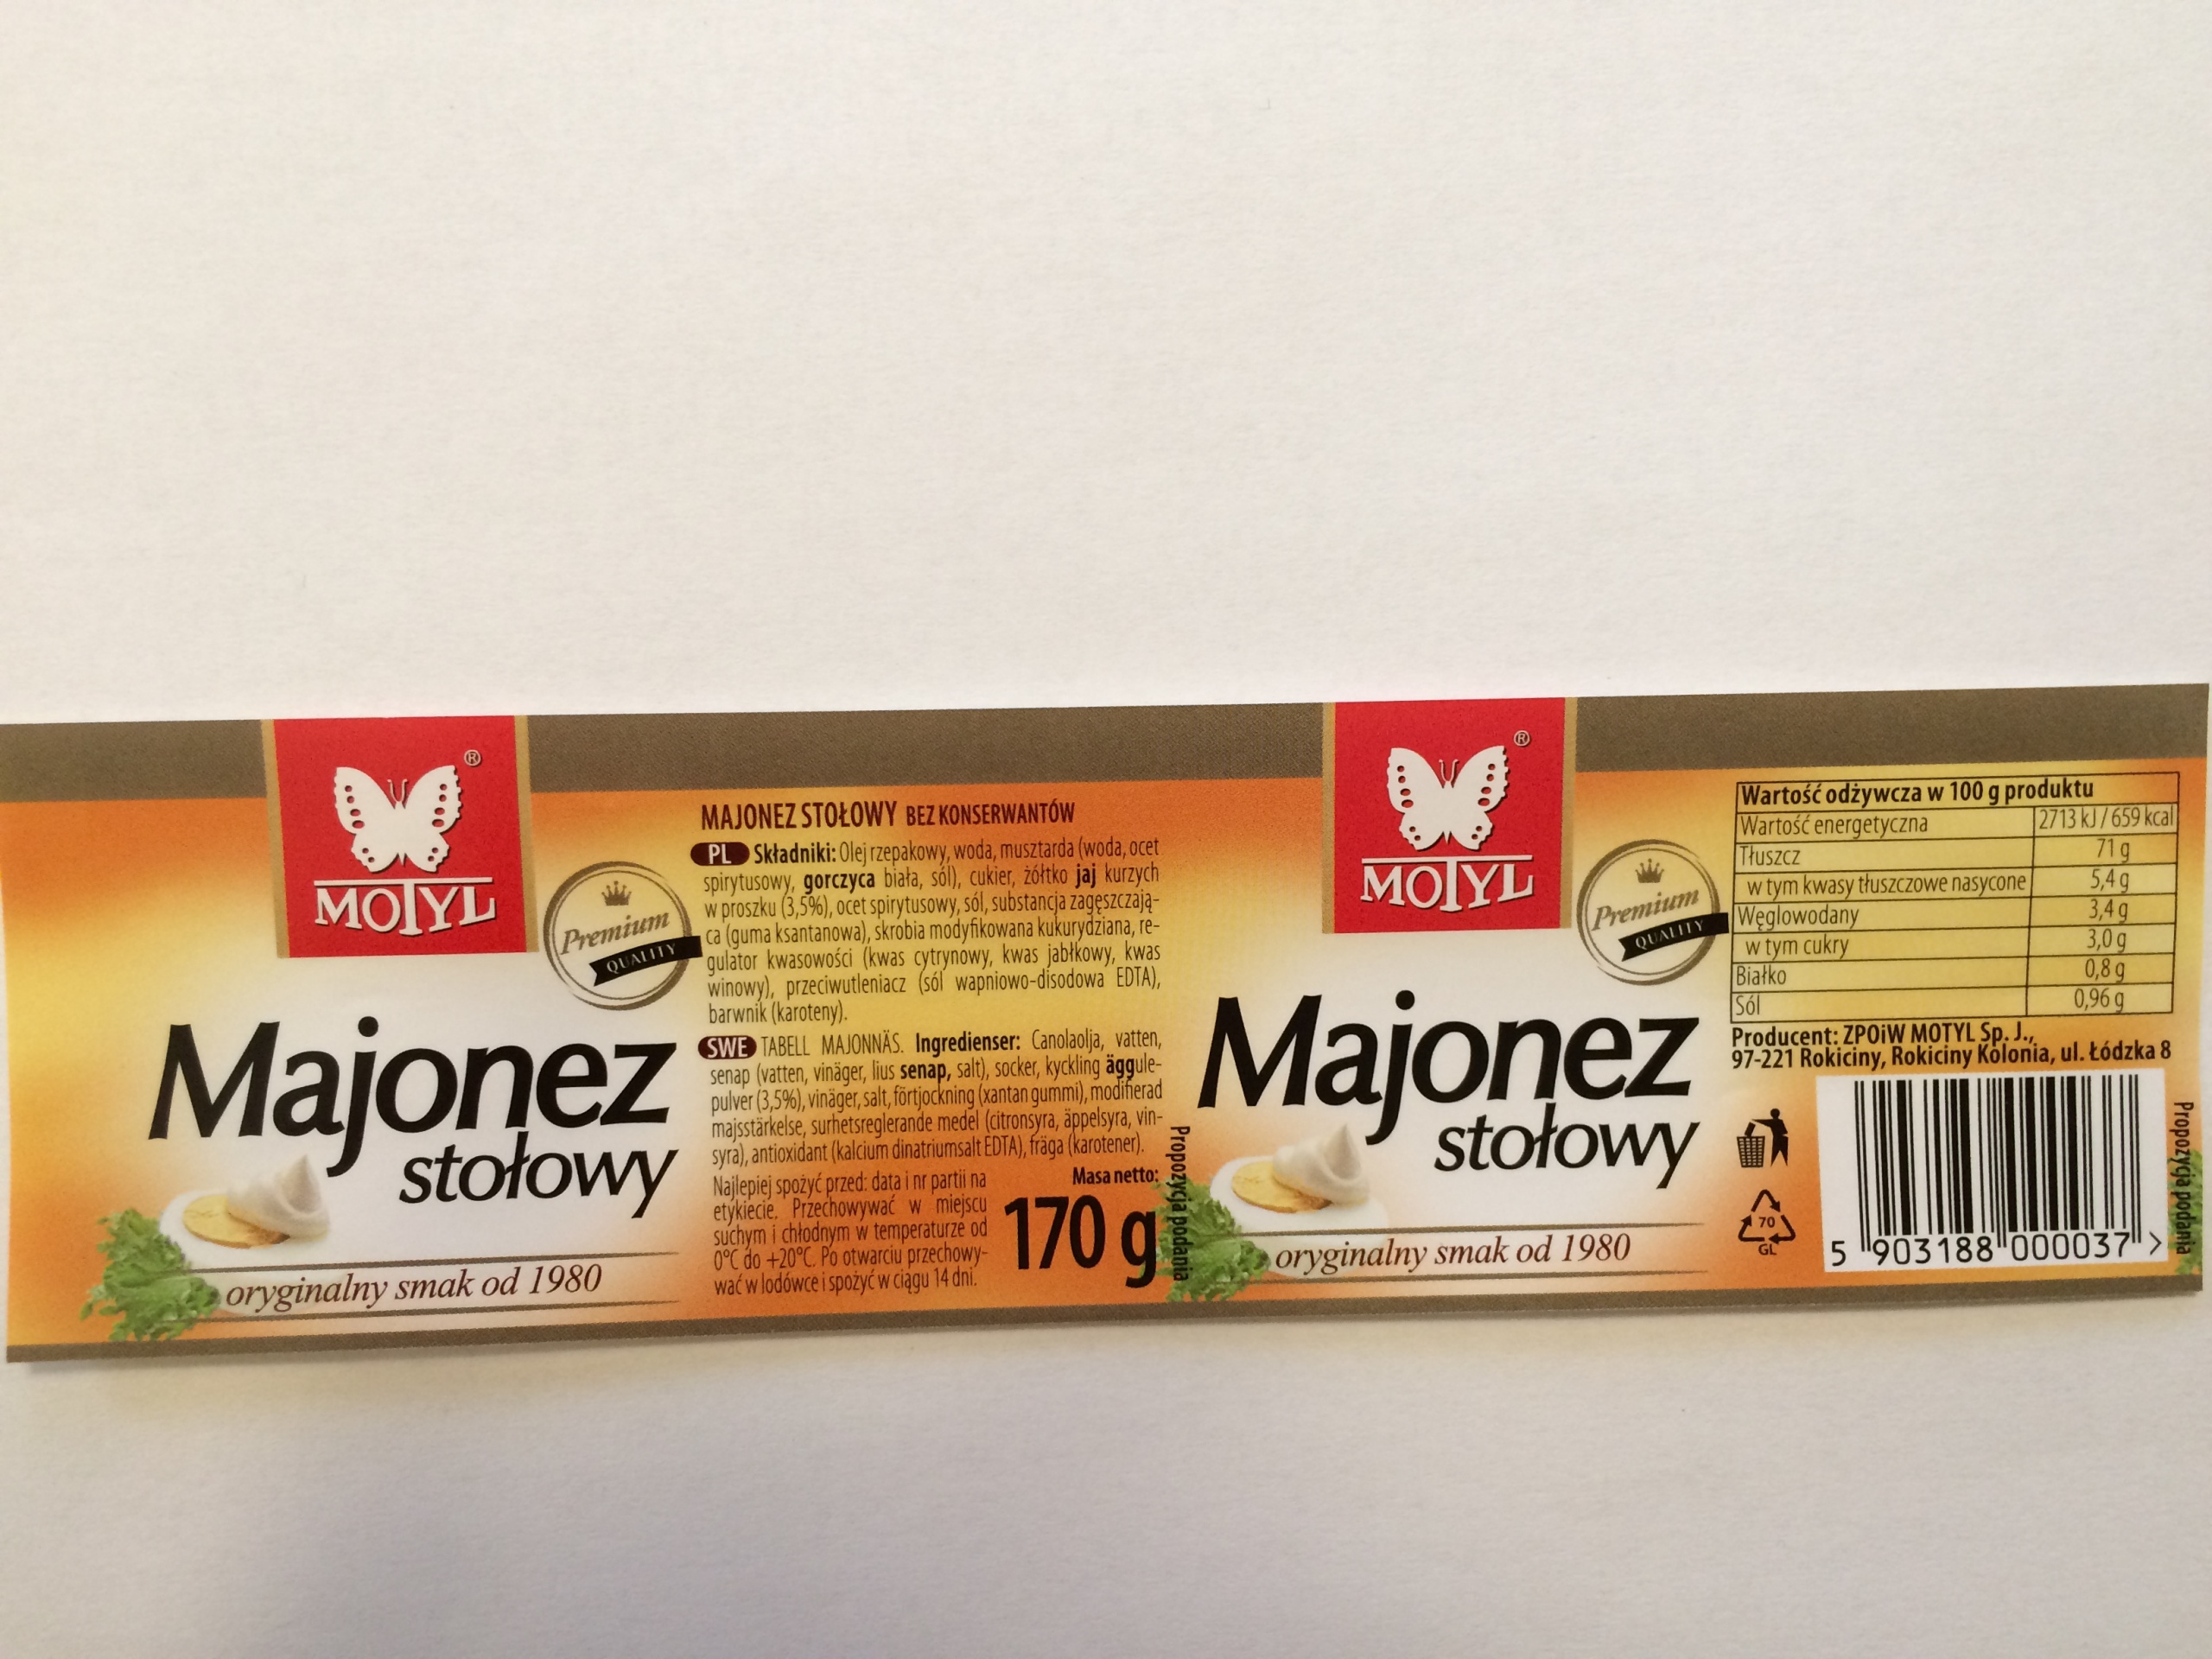 ®
MOTYL
Premium
QUALITY
Majonez
stołowy
oryginalny smak od 1980
MAJONEZ STOŁOWY BEZ KONSERWANTÓW
PL Składniki: Olej rzepakowy, woda, musztarda (woda, ocet
spirytusowy, gorczyca biała, sól), cukier, żółtko jaj kurzych
w proszku (3,5%), ocet spirytusowy, sól, substancja zagęszczają-
ca (guma ksantanowa), skrobia modyfikowana kukurydziana, re-
gulator kwasowości (kwas cytrynowy, kwas jabłkowy, kwas
winowy), przeciwutleniacz (sól wapniowo-disodowa EDTA),
barwnik (karoteny).
SWE TABELL MAJONNÄS. Ingredienser: Canolaolja, vatten,
senap (vatten, vinäger, lius senap, salt), socker, kyckling äggule-
pulver (3,5%), vinäger, salt, förtjockning (xantan gummi), modifierad
majsstärkelse, surhetsreglerande medel (citronsyra, äppelsyra, vin-
syra), antioxidant (kalcium dinatriumsalt EDTA), fräga (karotener).
Najlepiej spożyć przed: data i nr partii na
etykiecie. Przechowywać w miejscu
suchym i chłodnym w temperaturze od
0°C do +20°C. Po otwarciu przechowy-
wać w lodówce i spożyć w ciągu 14 dni.
Masa netto:
170 g
Propozycja podania
®
MOTYL
Premium
QUALITY
Majonez
stołowy
oryginalny smak od 1980
Wartość odżywcza w 100 g produktu
Wartość energetyczna 2713 kJ / 659 kcal
Tłuszcz 71 g
w tym kwasy tłuszczowe nasycone 5,4 g
Węglowodany 3,4 g
w tym cukry 3,0 g
Białko 0,8 g
Sól 0,96 g
Producent: ZPOiW MOTYL Sp. J.,
97-221 Rokiciny, Rokiciny Kolonia, ul. Łódzka 8
70
GL
5 903188 000037 >
Propozycja podania